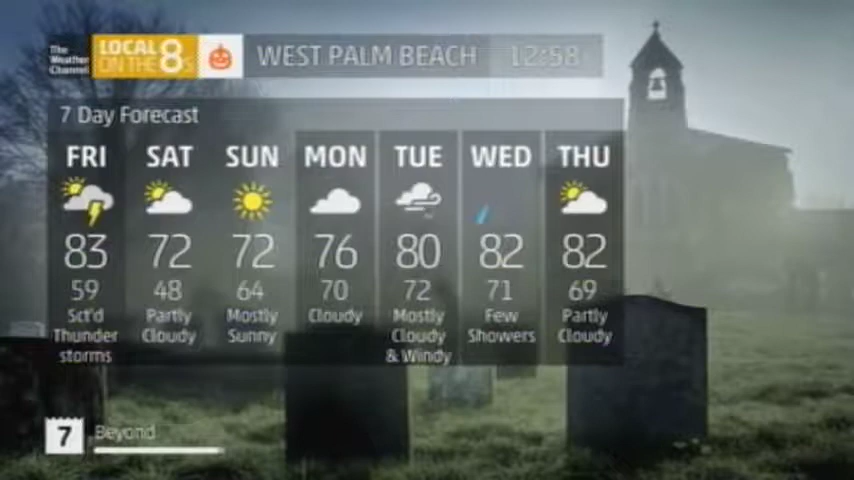 The
Weather
Channel
LOCAL
ON THE 8s
WEST PALM BEACH 12:58
7 Day Forecast
FRI SAT SUN MON TUE WED THU
83 72 72 76 80 82 82
59 48 64 70 72 71 69
Sct'd Thunder storms
Partly Cloudy
Mostly Sunny
Cloudy
Mostly Cloudy & Windy
Few Showers
Partly Cloudy
7 Beyond